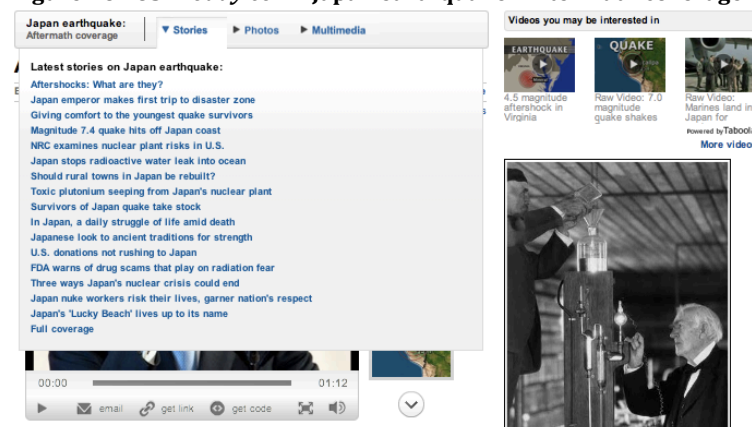 Japan earthquake:
Aftermath coverage
▼ Stories
► Photos
► Multimedia
Latest stories on Japan earthquake:
Aftershocks: What are they?
Japan emperor makes first trip to disaster zone
Giving comfort to the youngest quake survivors
Magnitude 7.4 quake hits off Japan coast
NRC examines nuclear plant risks in U.S.
Japan stops radioactive water leak into ocean
Should rural towns in Japan be rebuilt?
Toxic plutonium seeping from Japan's nuclear plant
Survivors of Japan quake take stock
In Japan, a daily struggle of life amid death
Japanese look to ancient traditions for strength
U.S. donations not rushing to Japan
FDA warns of drug scams that play on radiation fear
Three ways Japan's nuclear crisis could end
Japan nuke workers risk their lives, garner nation's respect
Japan's 'Lucky Beach' lives up to its name
Full coverage
00:00
01:12
email
get link
get code
Videos you may be interested in
EARTHQUAKE
QUAKE
4.5 magnitude
aftershock in
Virginia
Raw Video: 7.0
magnitude
quake shakes
Raw Video:
Marines land in
Japan for
Powered by Taboola
More video